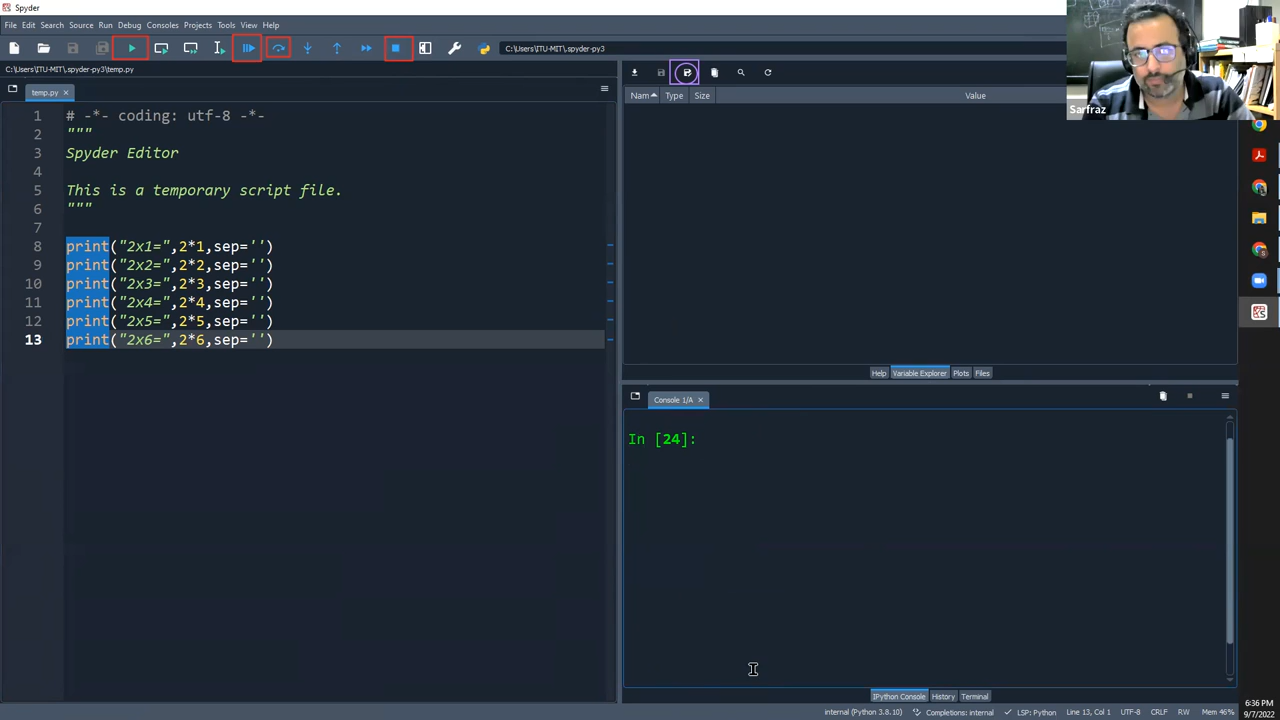 Spyder
File Edit Search Source Run Debug Consoles Projects Tools View Help
C:\Users\ITU-MIT\.spyder-py3
C:\Users\ITU-MIT\.spyder-py3\temp.py
temp.py
Nam Type Size Value
Sarfraz
1 # -*- coding: utf-8 -*-
2 """
3 Spyder Editor
4
5 This is a temporary script file.
6 """
7
8 print("2x1=",2*1,sep='')
9 print("2x2=",2*2,sep='')
10 print("2x3=",2*3,sep='')
11 print("2x4=",2*4,sep='')
12 print("2x5=",2*5,sep='')
13 print("2x6=",2*6,sep='')
Help Variable Explorer Plots Files
Console 1/A
In [24]:
IPython Console History Terminal
internal (Python 3.8.10) Completions: internal LSP: Python Line 13, Col 1 UTF-8 CRLF RW Mem 46%
6:36 PM
9/7/2022